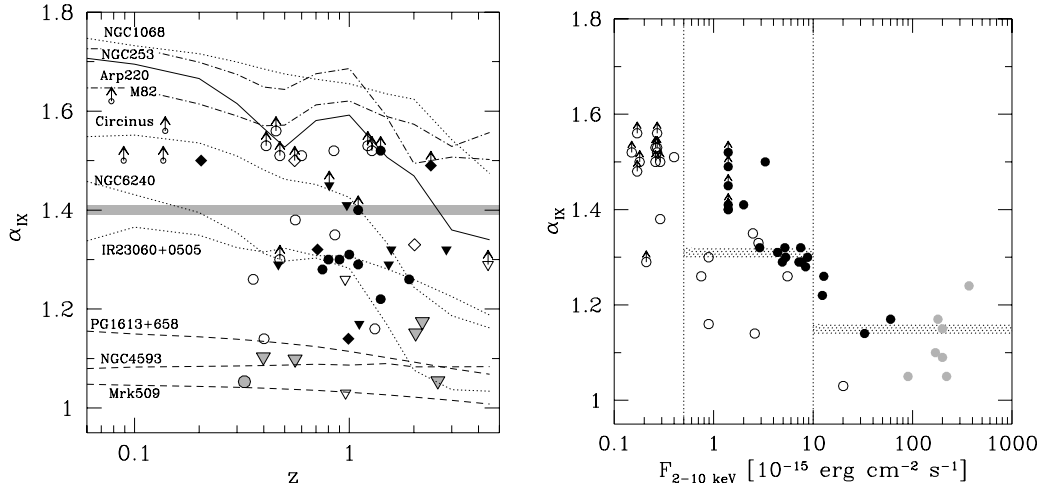 1.8
1.6
1.4
1.2
1
α_IX
NGC1068
NGC253
Arp220
M82
Circinus
NGC6240
IR23060+0505
PG1613+658
NGC4593
Mrk509
0.1
1
z
1.8
1.6
1.4
1.2
1
α_IX
0.1
1
10
100
1000
F_2−10 keV [10^−15 erg cm^−2 s^−1]